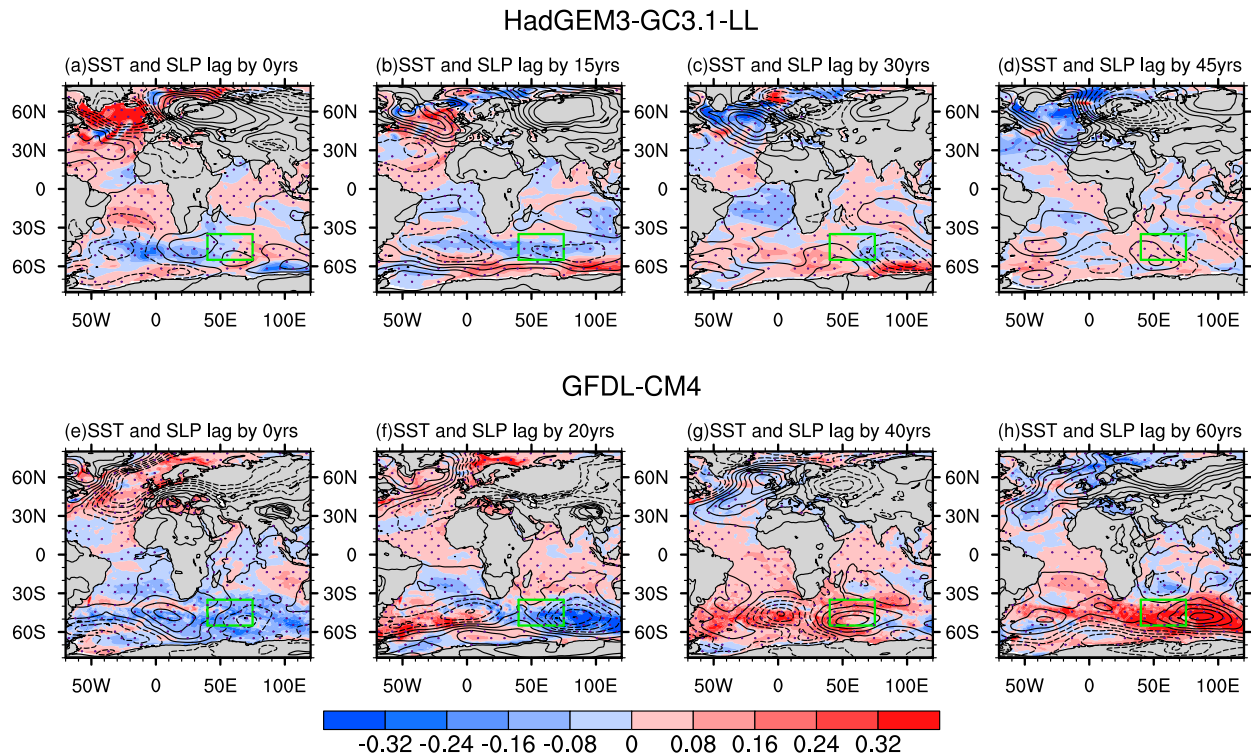 HadGEM3-GC3.1-LL
(a)SST and SLP lag by 0yrs (b)SST and SLP lag by 15yrs (c)SST and SLP lag by 30yrs (d)SST and SLP lag by 45yrs
60N 60N 60N 60N
30N 30N 30N 30N
0 0 0 0
30S 30S 30S 30S
60S 60S 60S 60S
50W 0 50E 100E 50W 0 50E 100E 50W 0 50E 100E 50W 0 50E 100E
GFDL-CM4
(e)SST and SLP lag by 0yrs (f)SST and SLP lag by 20yrs (g)SST and SLP lag by 40yrs (h)SST and SLP lag by 60yrs
60N 60N 60N 60N
30N 30N 30N 30N
0 0 0 0
30S 30S 30S 30S
60S 60S 60S 60S
50W 0 50E 100E 50W 0 50E 100E 50W 0 50E 100E 50W 0 50E 100E
-0.32 -0.24 -0.16 -0.08 0 0.08 0.16 0.24 0.32